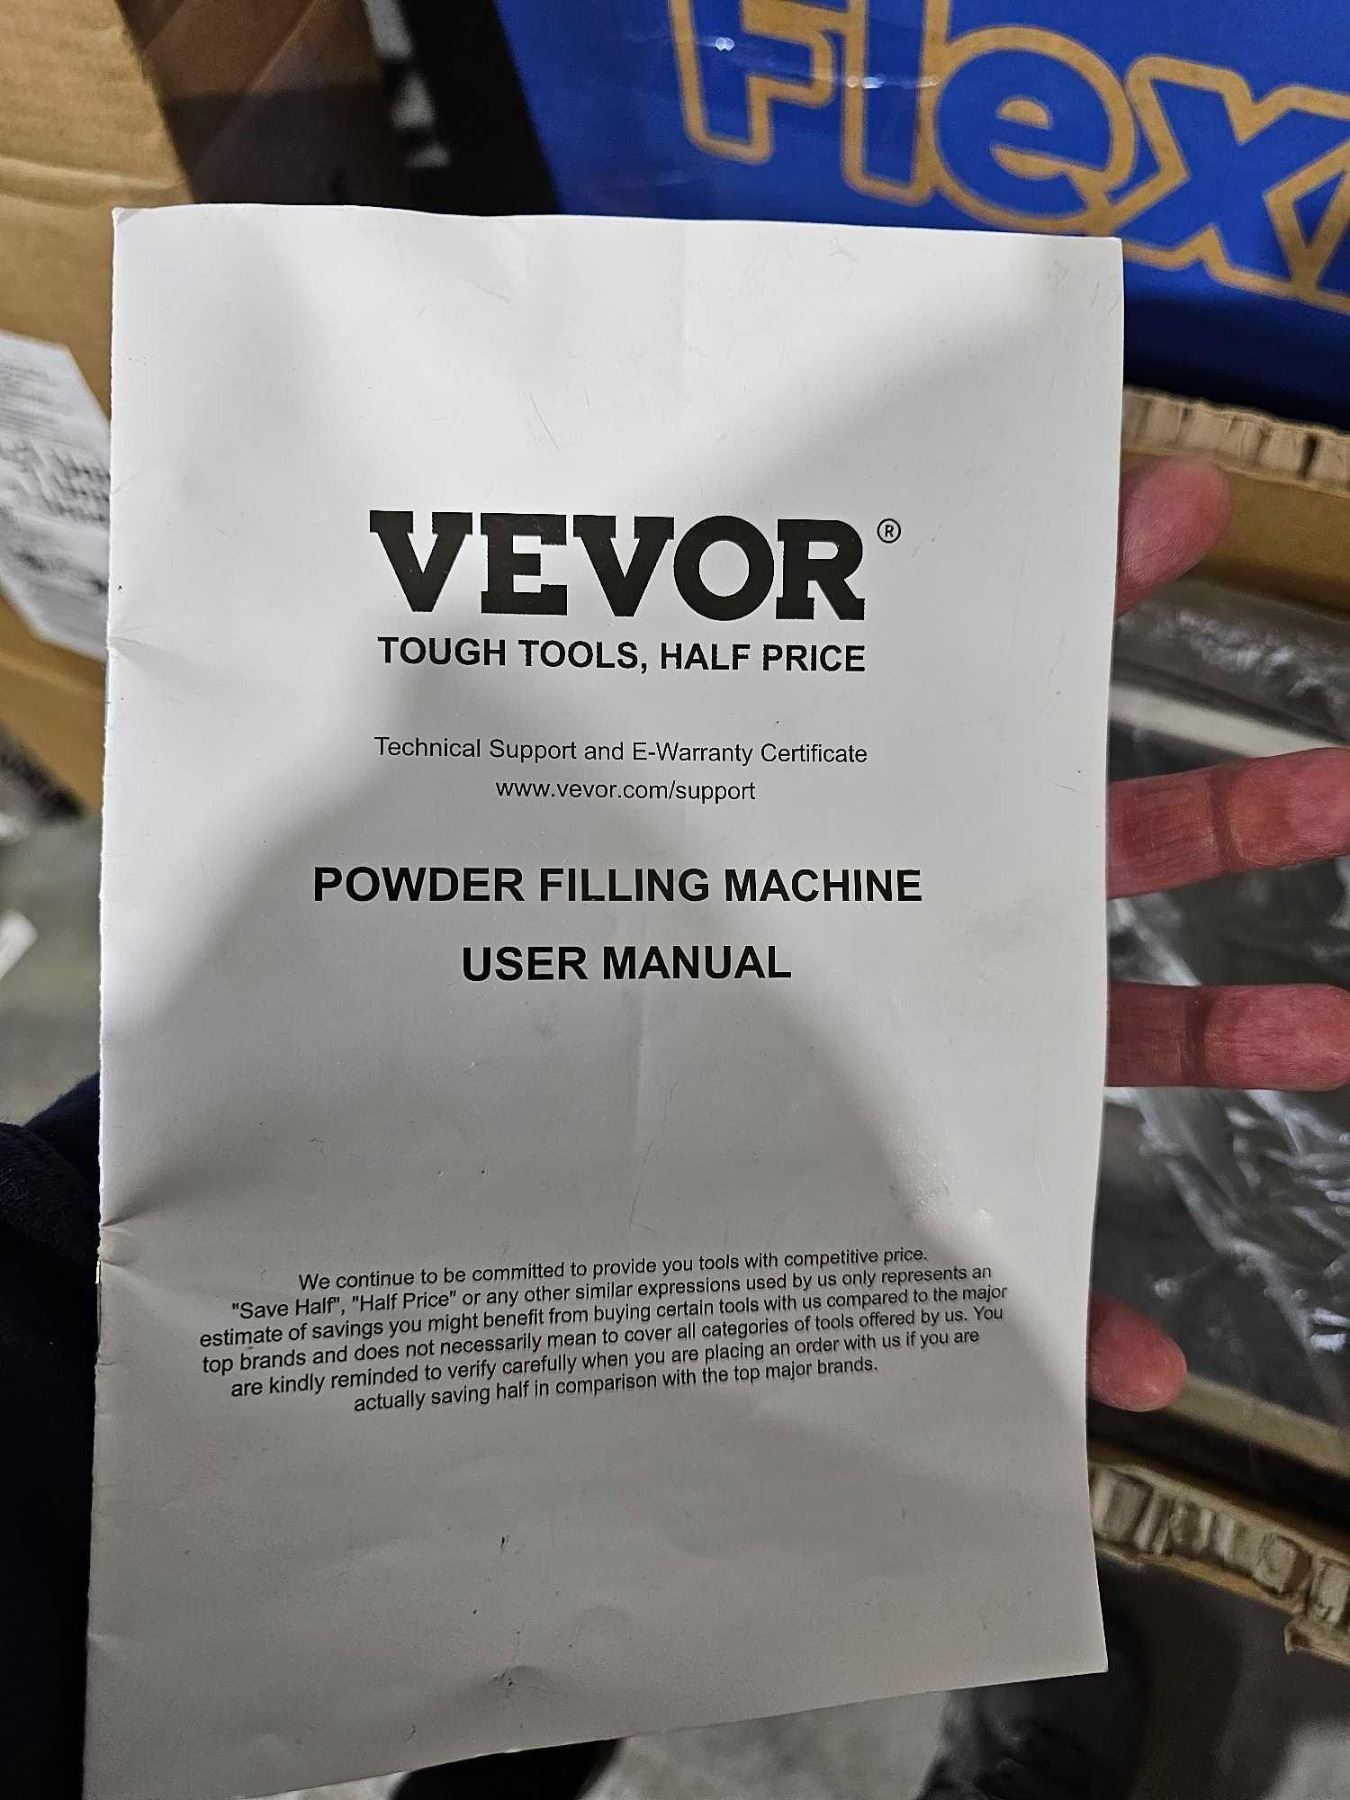 Flex
VEVOR®
TOUGH TOOLS, HALF PRICE
Technical Support and E-Warranty Certificate
www.vevor.com/support
POWDER FILLING MACHINE
USER MANUAL
We continue to be committed to provide you tools with competitive price.
"Save Half", "Half Price" or any other similar expressions used by us only represents an
estimate of savings you might benefit from buying certain tools with us compared to the major
top brands and does not necessarily mean to cover all categories of tools offered by us. You
are kindly reminded to verify carefully when you are placing an order with us if you are
actually saving half in comparison with the top major brands.